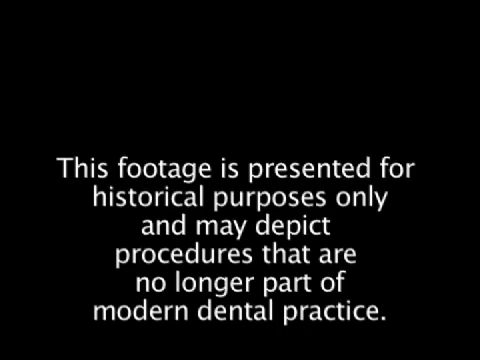 This footage is presented for
historical purposes only
and may depict
procedures that are
no longer part of
modern dental practice.